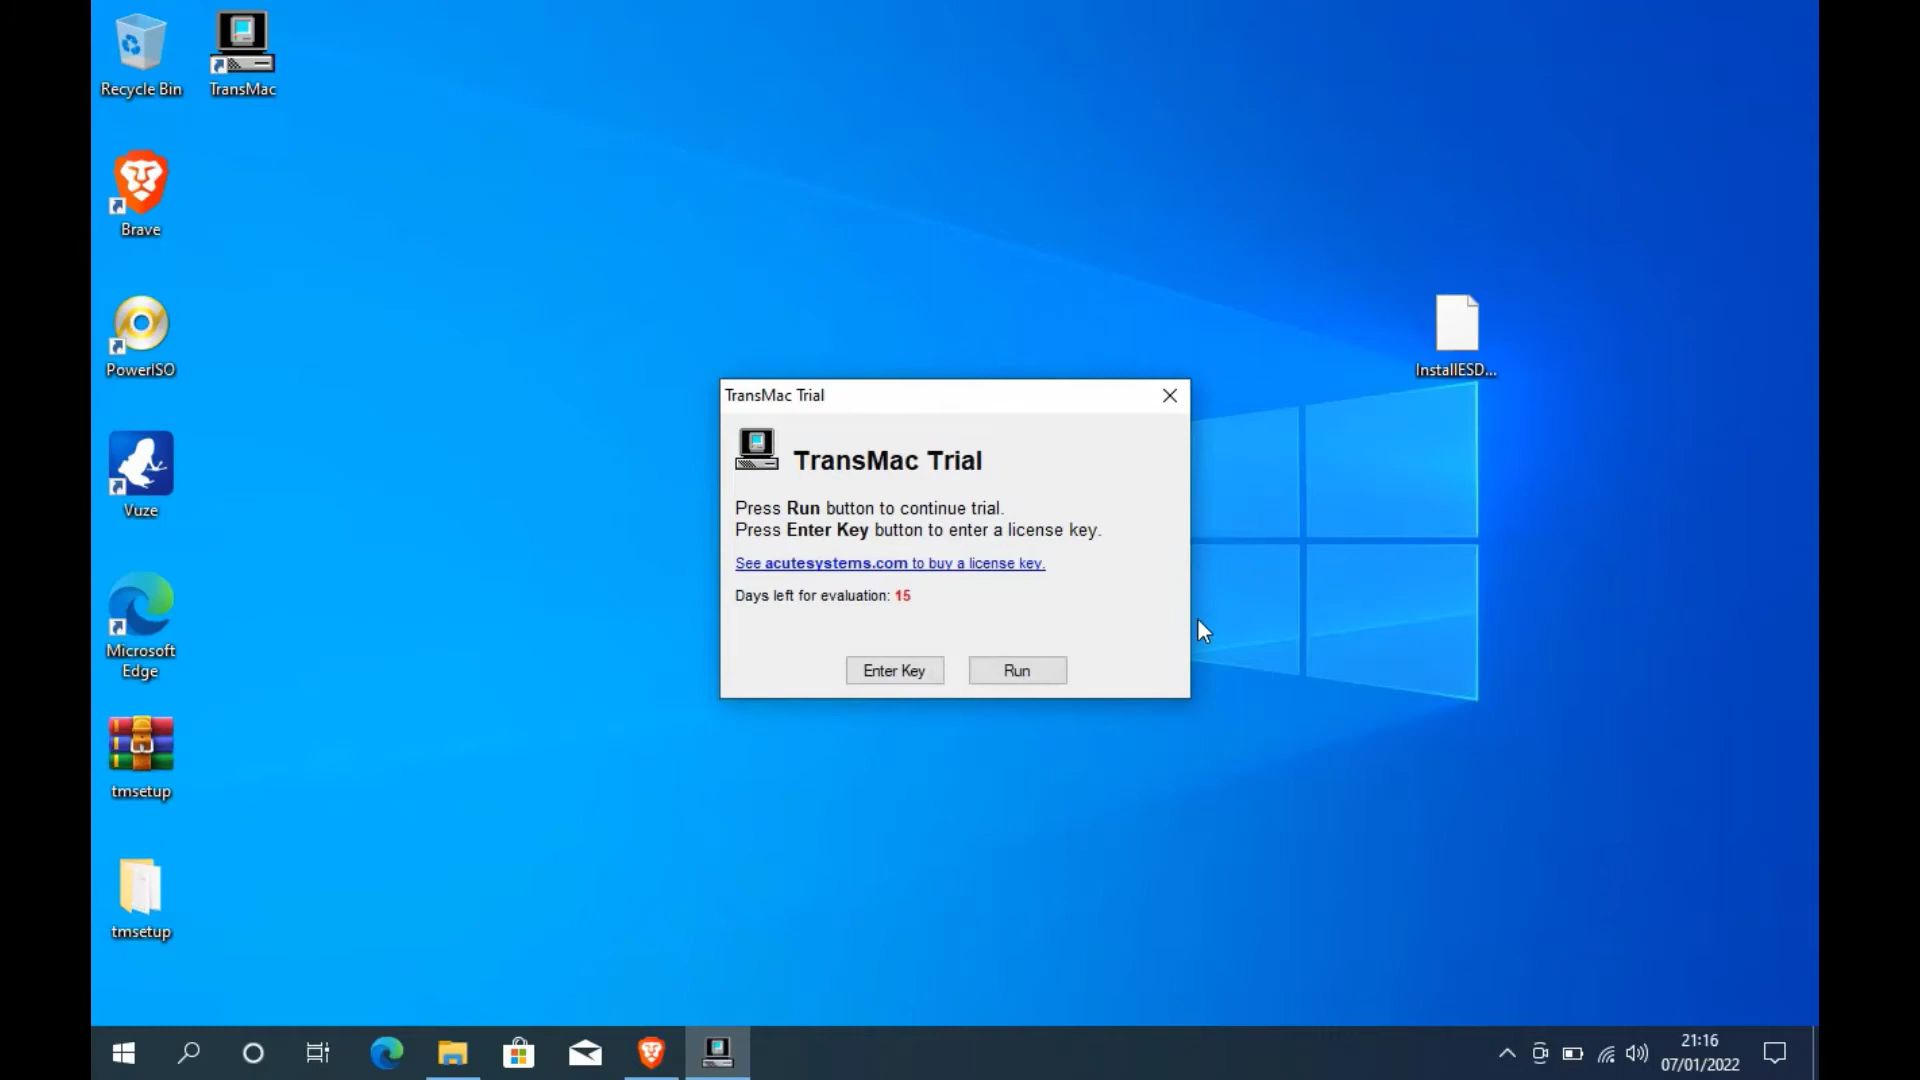 Recycle Bin
TransMac
Brave
PowerISO
Vuze
Microsoft
Edge
tmsetup
tmsetup
InstallESD...
TransMac Trial
TransMac Trial
Press Run button to continue trial.
Press Enter Key button to enter a license key.
See acutesystems.com to buy a license key.
Days left for evaluation: 15
Enter Key
Run
21:16
07/01/2022